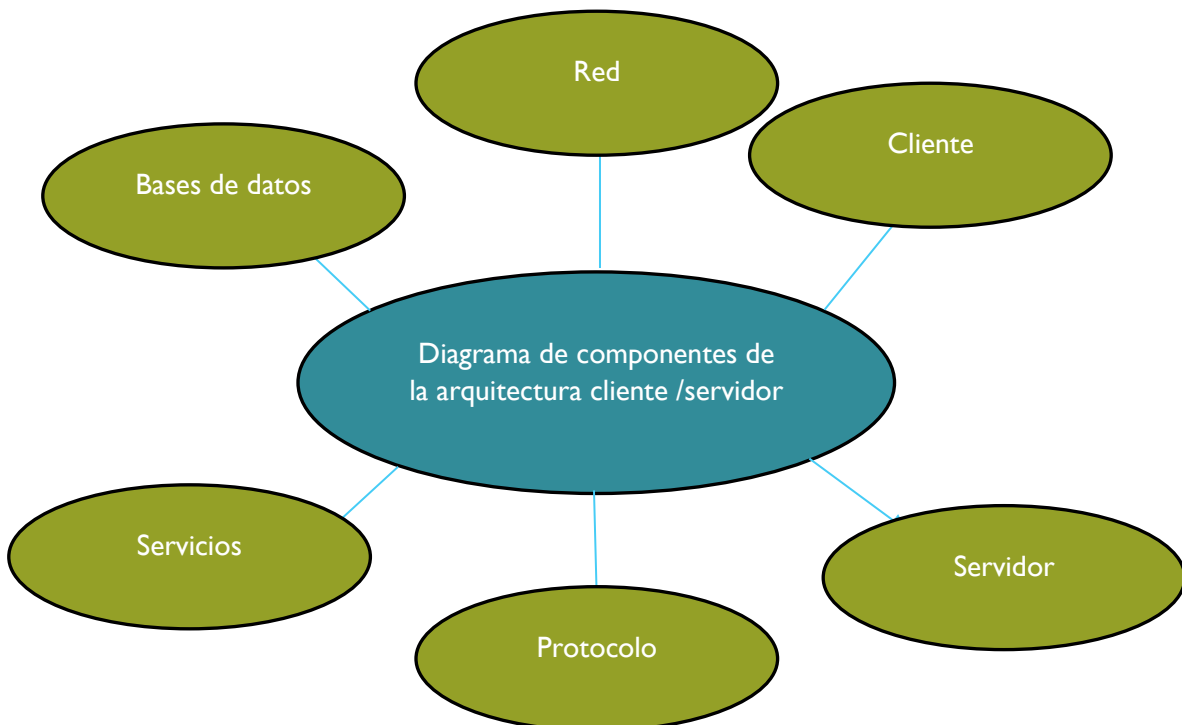 Red
Cliente
Bases de datos
Diagrama de componentes de
la arquitectura cliente /servidor
Servicios
Servidor
Protocolo